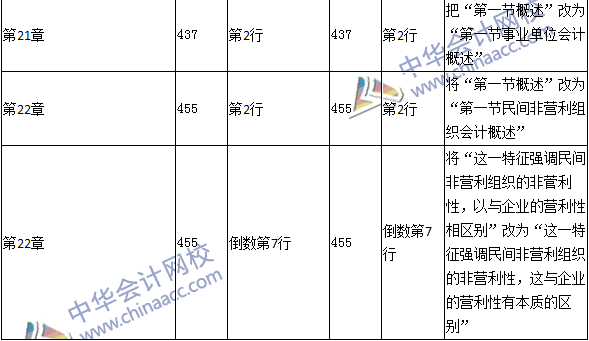 把“第一节概述”改为
第21章 437 第2行 437 第2行 “第一节事业单位会计
概述”
将“第一节概述”改为
第22章 455 第2行 455 第2行 “第一节民间非营利组
织会计概述”
将“这一特征强调民间
非营利组织的非营利
性，以与企业的营利性
相区别”改为“这一特
第22章 455 倒数第7行 455 倒数第7
行
征强调民间非营利组织
的非营利性，这与企业
的营利性有本质的区
别”
中华会计网校
www.chinaacc.com
中华会计网校
www.chinaacc.com